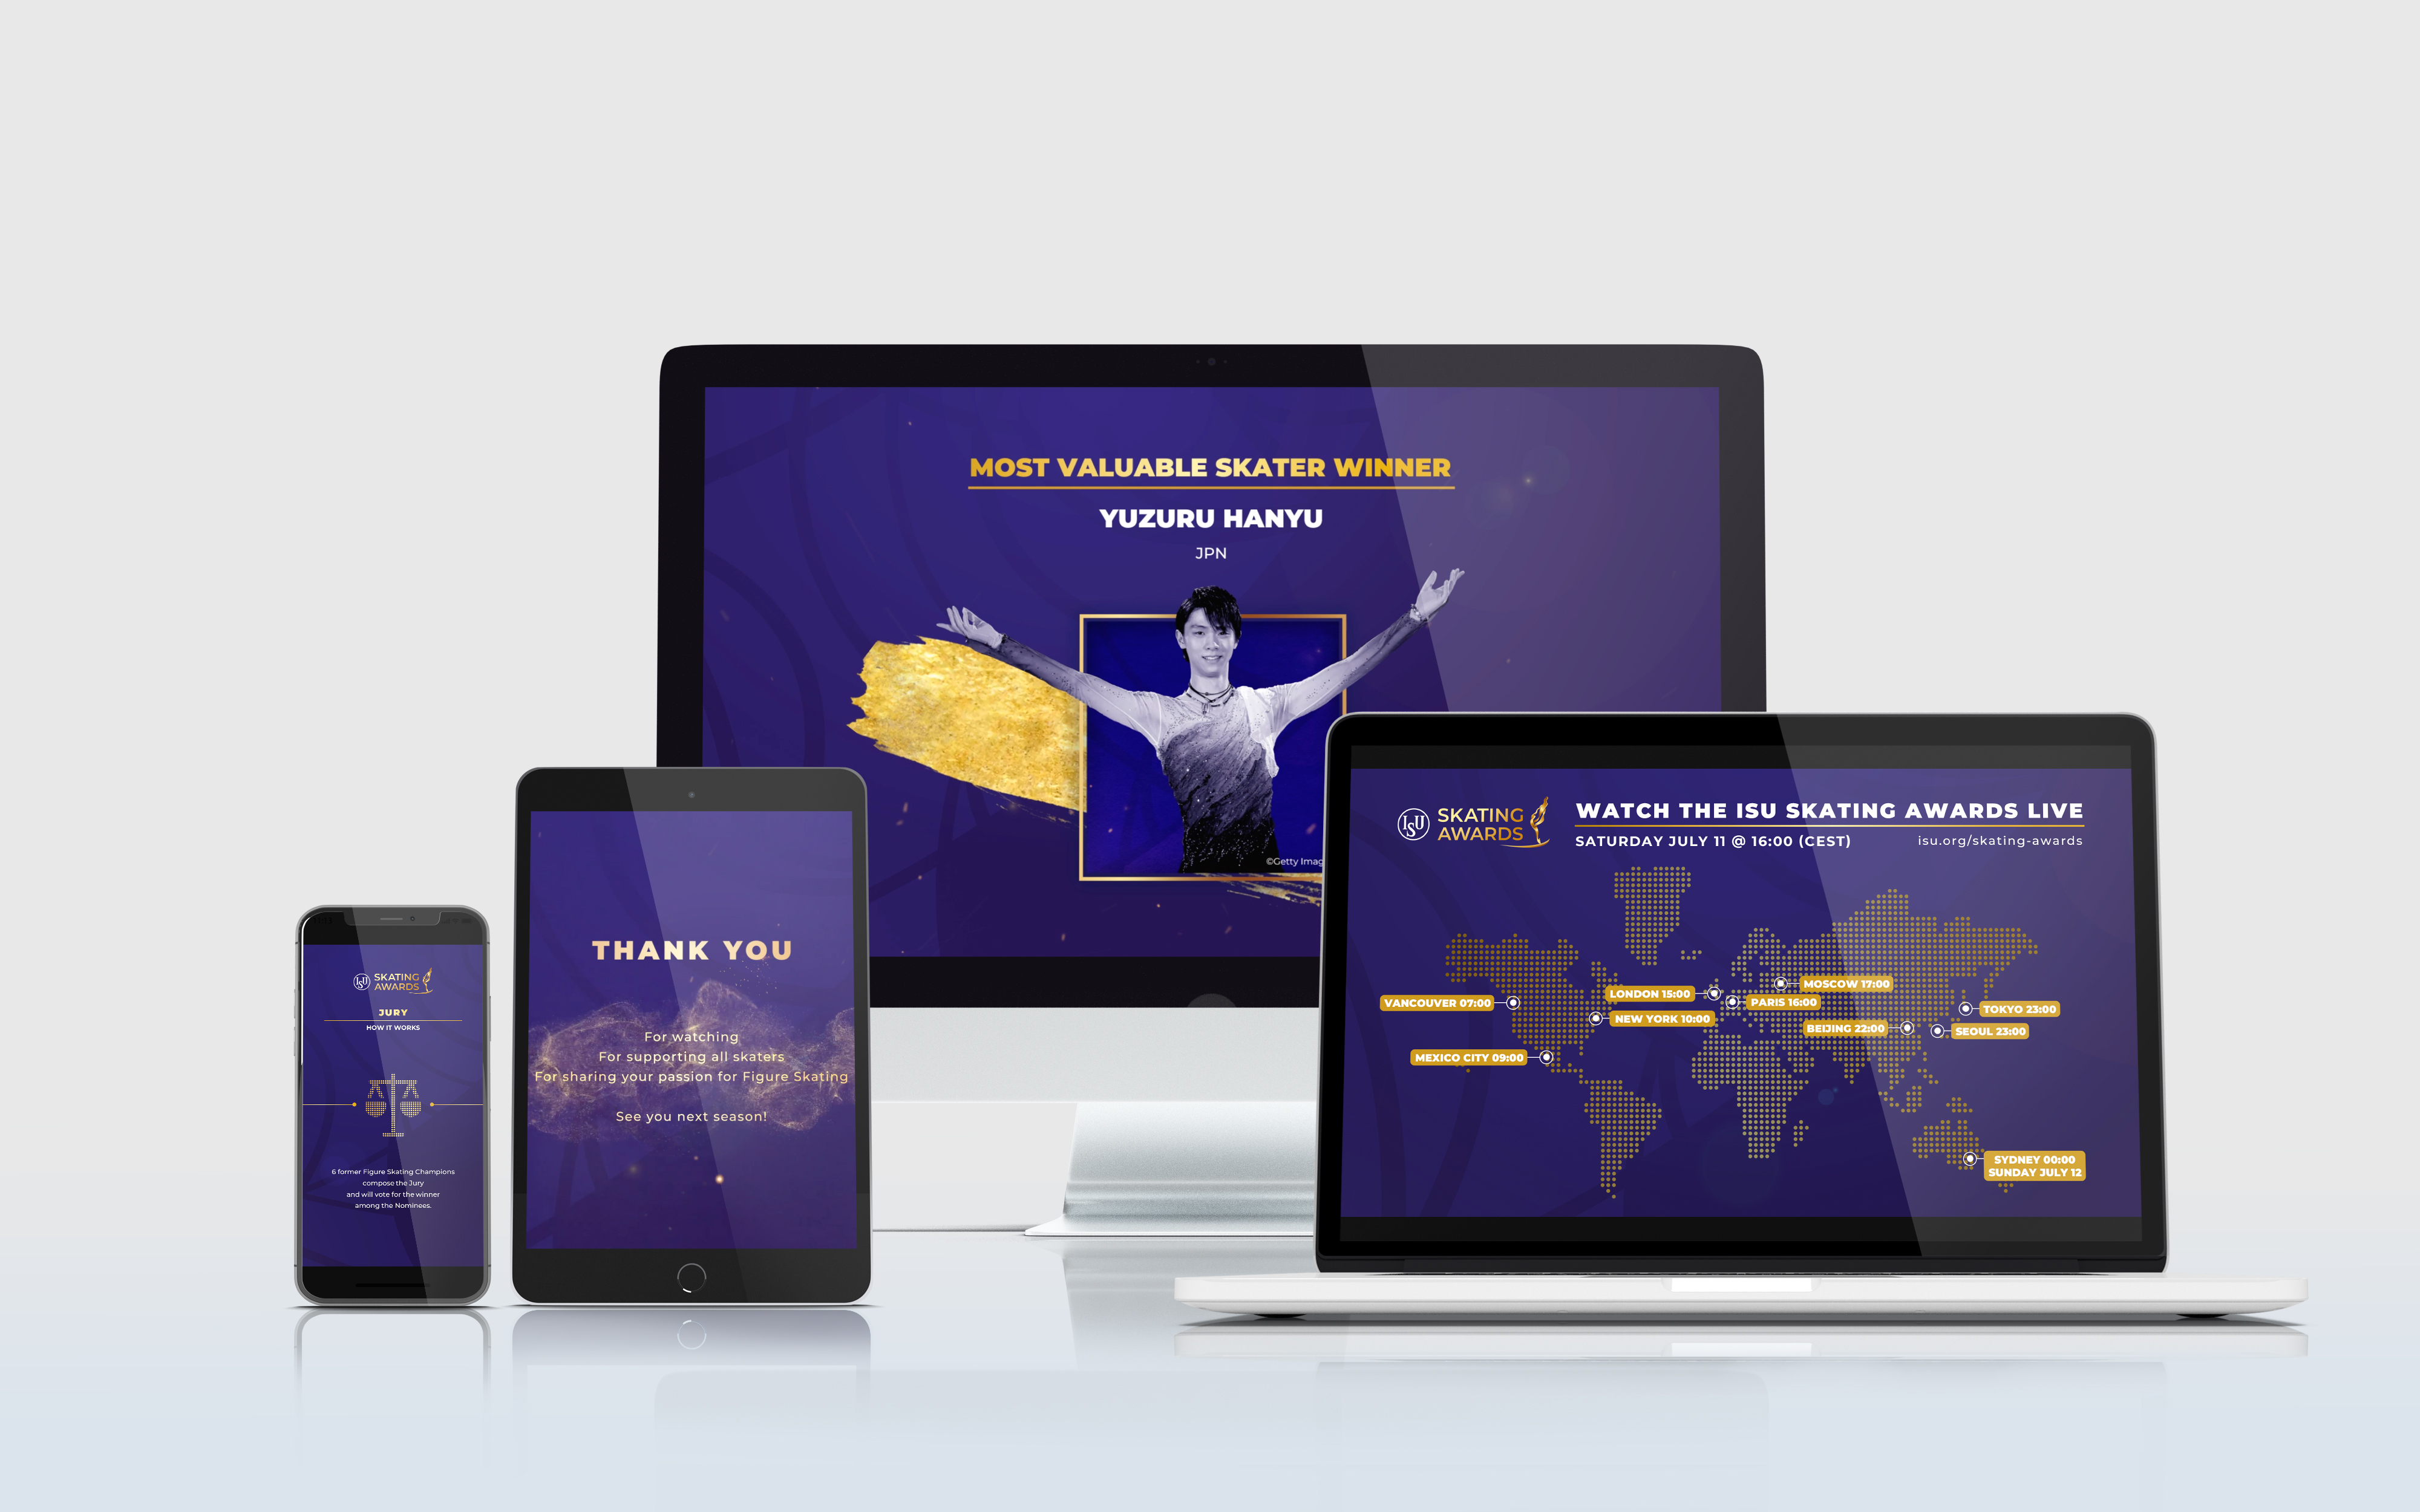 MOST VALUABLE SKATER WINNER
YUZURU HANYU
JPN
©Getty Imag
ISU SKATING
AWARDS
JURY
HOW IT WORKS
6 former Figure Skating Champions
compose the Jury
and will vote for the winner
among the Nominees.
THANK YOU
For watching
For supporting all skaters
For sharing your passion for Figure Skating
See you next season!
ISU SKATING
AWARDS
WATCH THE ISU SKATING AWARDS LIVE
SATURDAY JULY 11 @ 16:00 (CEST)
isu.org/skating-awards
VANCOUVER 07:00
LONDON 15:00
MOSCOW 17:00
PARIS 16:00
NEW YORK 10:00
TOKYO 23:00
BEIJING 22:00
SEOUL 23:00
MEXICO CITY 09:00
SYDNEY 00:00
SUNDAY JULY 12